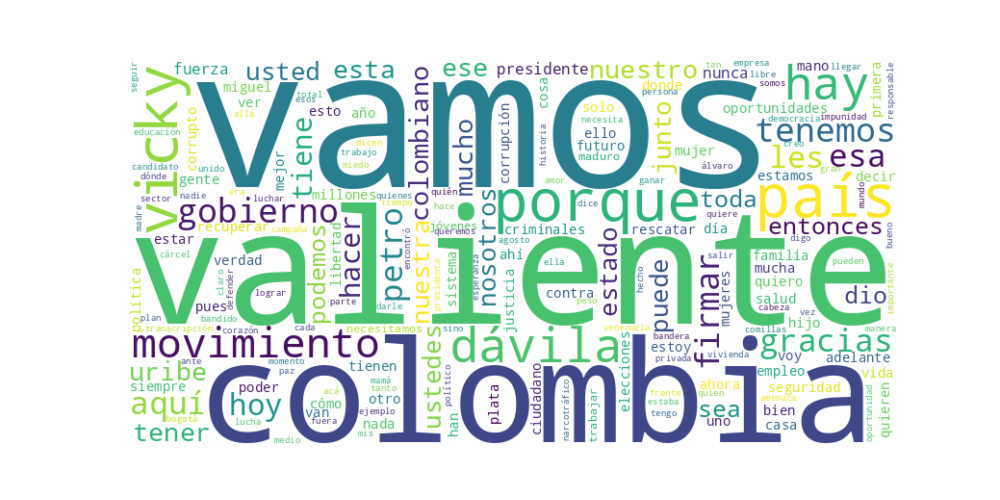 vamos
valiente
colombia
vicky
fuerza
usted
esta
ese
presidente
nuestro
nunca
mano
hay
primera
seguir
miguel
ver
esto
año
cosa
donde
solo
oportunidades
tenemos
corrupto
educación
allá
total
esos
tiene
mejor
colombiano
mucho
corrupción
historia
ello
futuro
maduro
necesita
junto
mujer
persona
empresa
tan
libre
somos
llegar
democracia
impunidad
responsable
álvaro
creo
gran
les
esa
decir
estamos
candidato
dónde
unido
gente
nadie
sector
era
luchar
dicen
trabajo
miedo
millones
quienes
quién
amor
ganar
porque
toda
país
mundo
gobierno
recuperar
campaña
tiempo
madre
estar
cárcel
verdad
claro
defender
podemos
libertad
hacer
petro
encontró
nuestra
jóvenes
hace
queremos
nosotros
dice
criminales
agosto
ahí
rescatar
quiere
día
entonces
digo
bueno
política
pues
bandido
plan
lograr
parte
presidenta
sistema
esperanza
ella
justicia
contra
estado
hecho
peso
puede
firmar
mujeres
salir
familia
mucha
quiero
salud
cabeza
pueden
dio
importante
transcripción
corazón
cada
necesitamos
sino
venezuela
bandera
estoy
comillas
vez
hijo
manera
movimiento
dávila
gracias
uribe
siempre
ante
momento
paz
tienen
mamá
ustedes
político
elecciones
privada
vivienda
voy
adelante
empleo
vida
aquí
hoy
poder
van
acá
cómo
ejemplo
tanto
otro
plata
ciudadano
narcotráfico
trabajar
frente
estaba
tengo
quien
ahora
amenaza
seguridad
sea
uno
bien
casa
oportunidad
quieren
tener
bogotá
lucha
medio
fuera
mis
nada
han